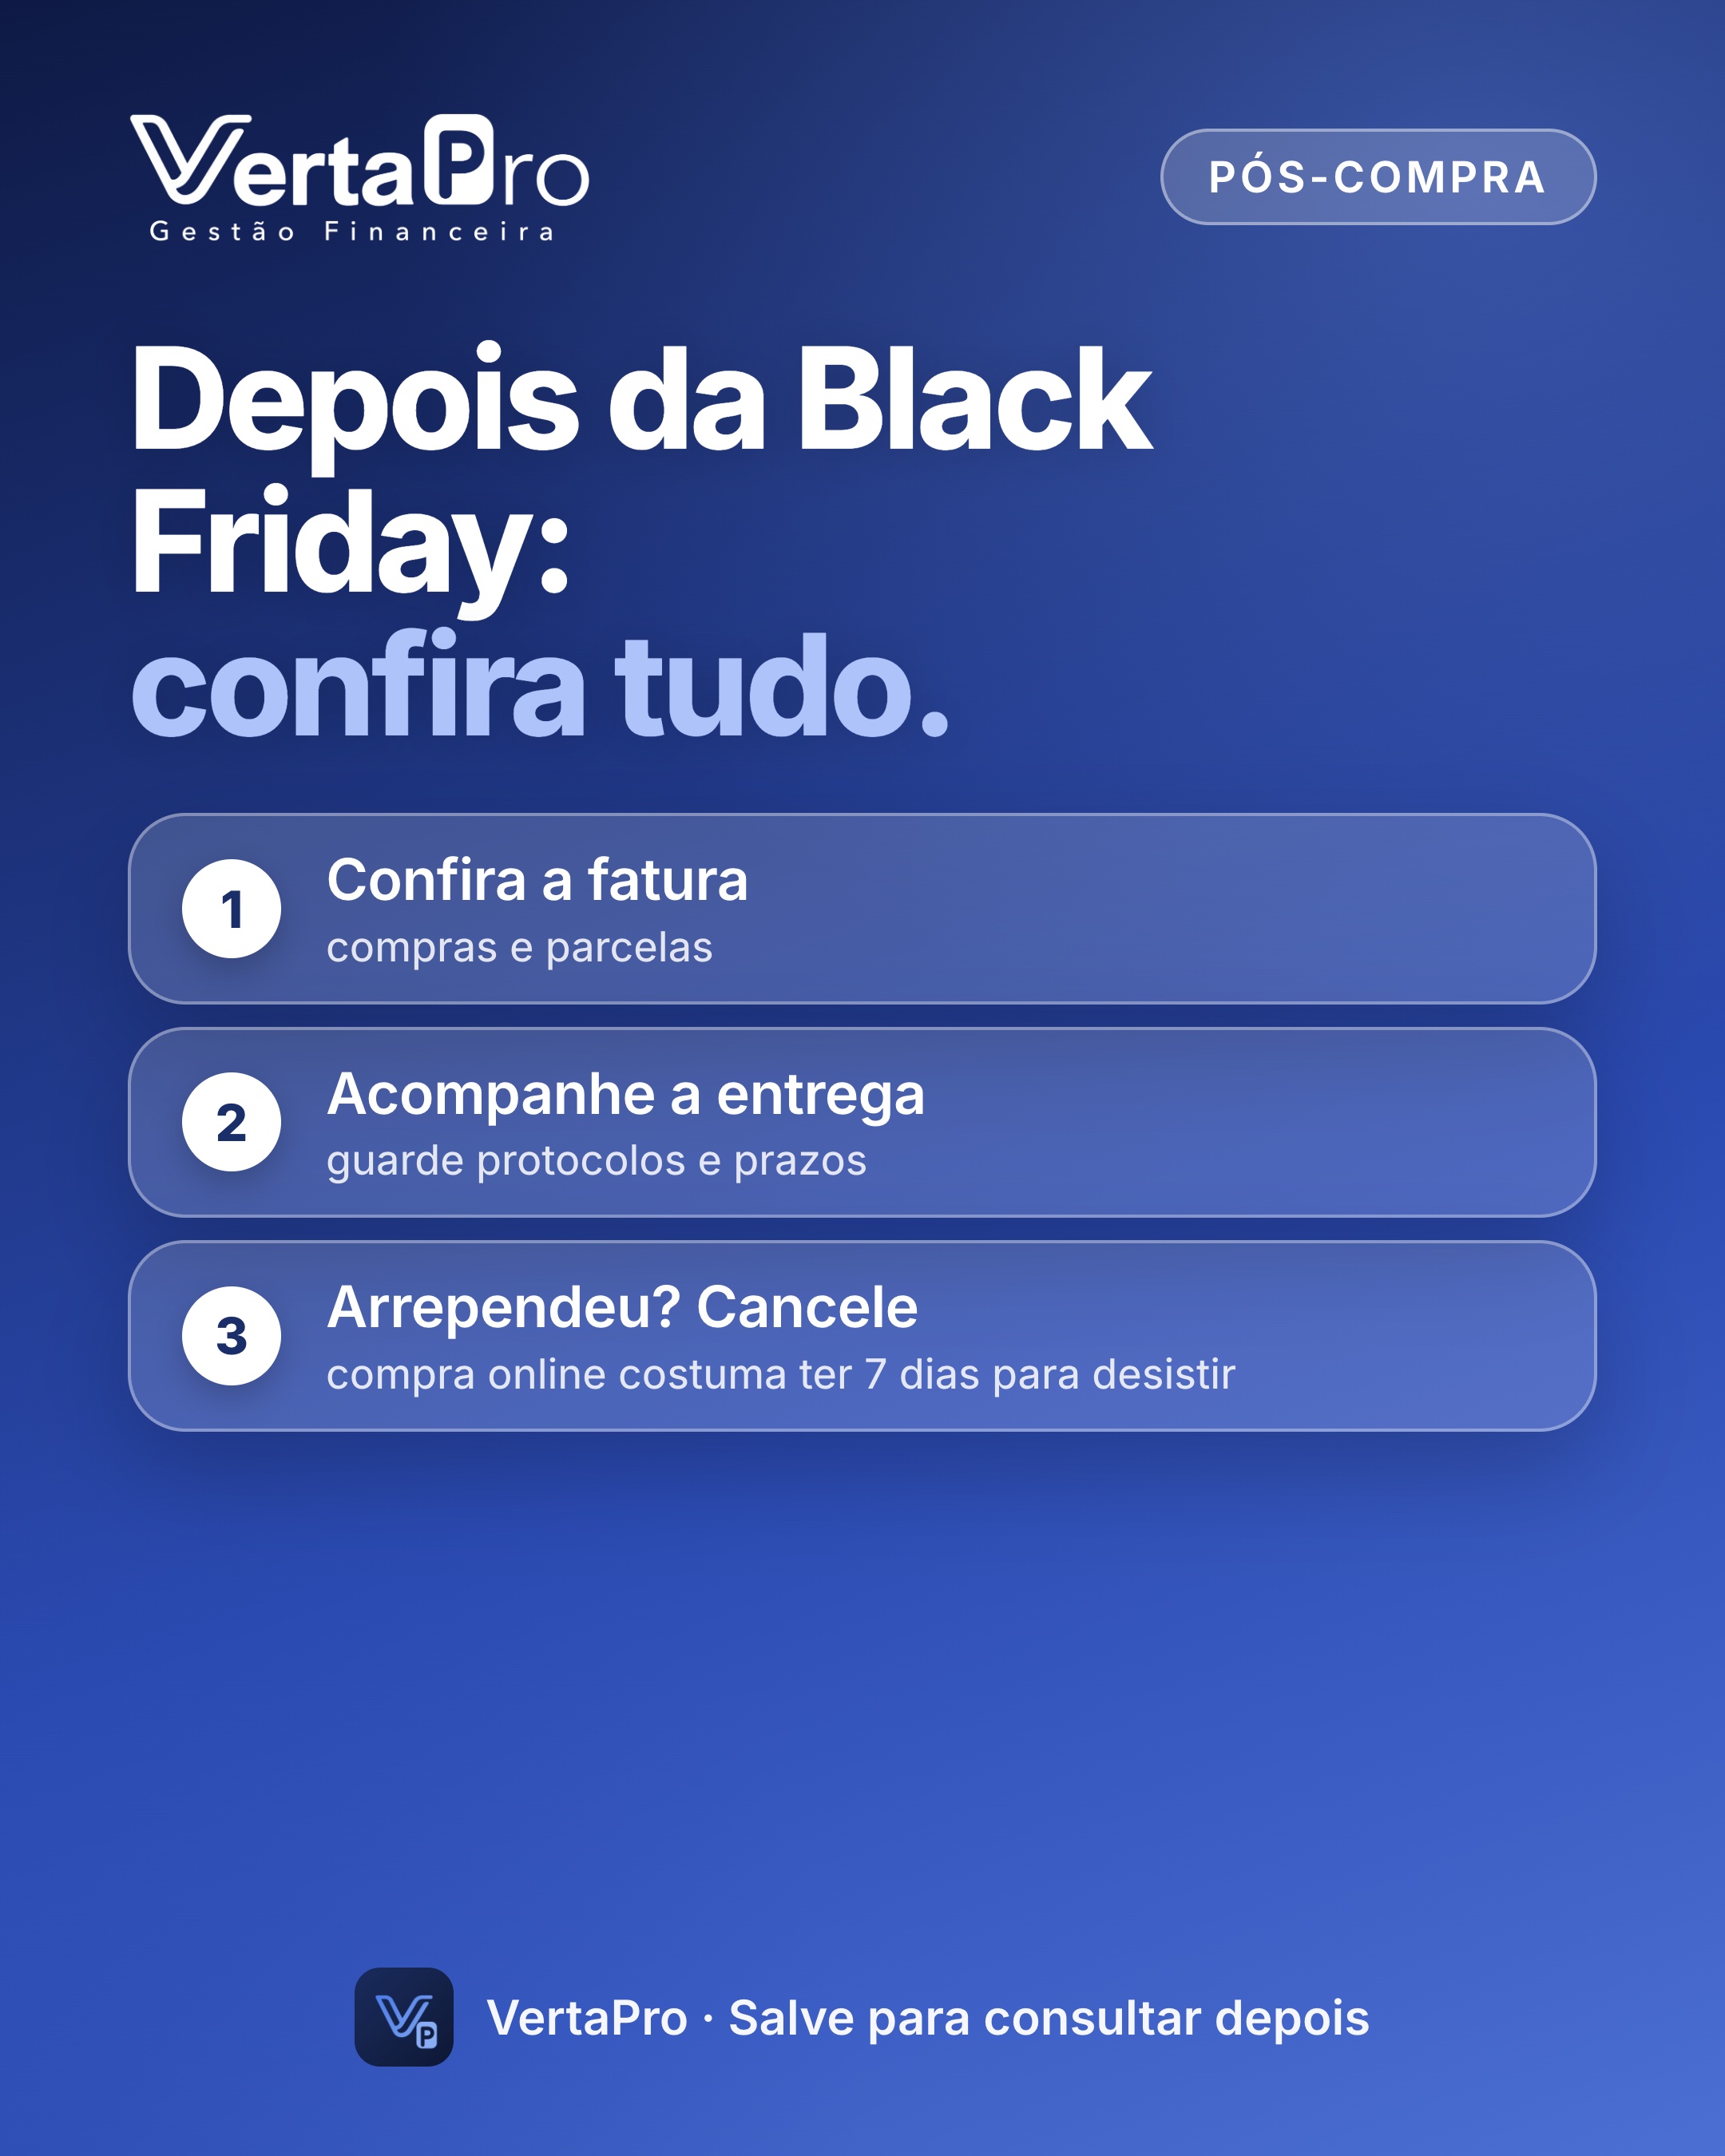 VertaPro
Gestão Financeira
PÓS-COMPRA
Depois da Black
Friday:
confira tudo.
1
Confira a fatura
compras e parcelas
2
Acompanhe a entrega
guarde protocolos e prazos
3
Arrependeu? Cancele
compra online costuma ter 7 dias para desistir
VP
VertaPro · Salve para consultar depois